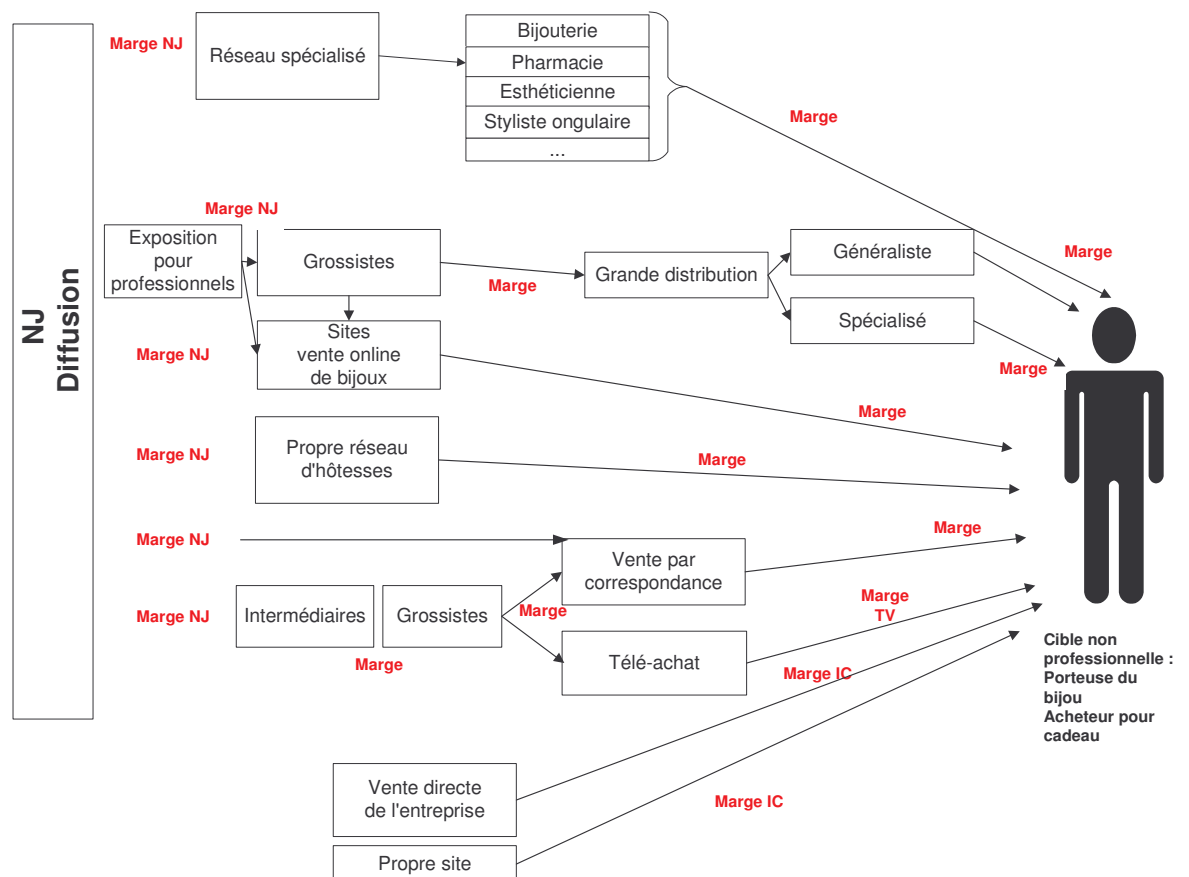 NJ
Diffusion
Marge NJ
Réseau spécialisé
Bijouterie
Pharmacie
Esthéticienne
Styliste ongulaire
...
Marge
Marge NJ
Exposition
pour
professionnels
Grossistes
Marge
Grande distribution
Généraliste
Spécialisé
Marge
Marge
Marge NJ
Sites
vente online
de bijoux
Marge
Marge NJ
Propre réseau
d'hôtesses
Marge
Marge NJ
Vente par
correspondance
Marge
Marge NJ
Intermédiaires
Grossistes
Marge
Marge
Télé-achat
Marge
TV
Marge IC
Cible non
professionnelle :
Porteuse du
bijou
Acheteur pour
cadeau
Vente directe
de l'entreprise
Marge IC
Propre site